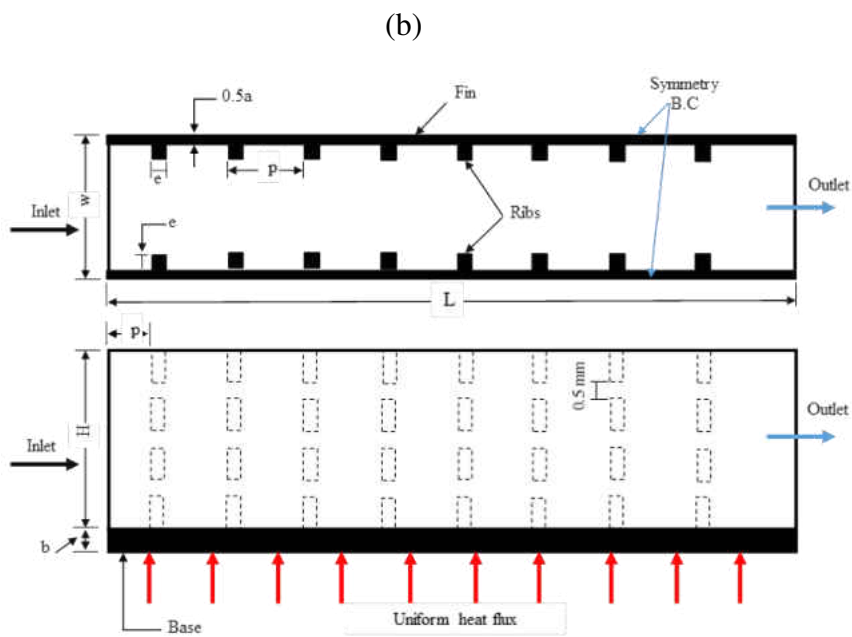 (b)
Symmetry
B.C
0.5a
Fin
e
p
w
Inlet
Outlet
Ribs
e
L
p
H
0.5 mm
Inlet
Outlet
b
Uniform heat flux
Base